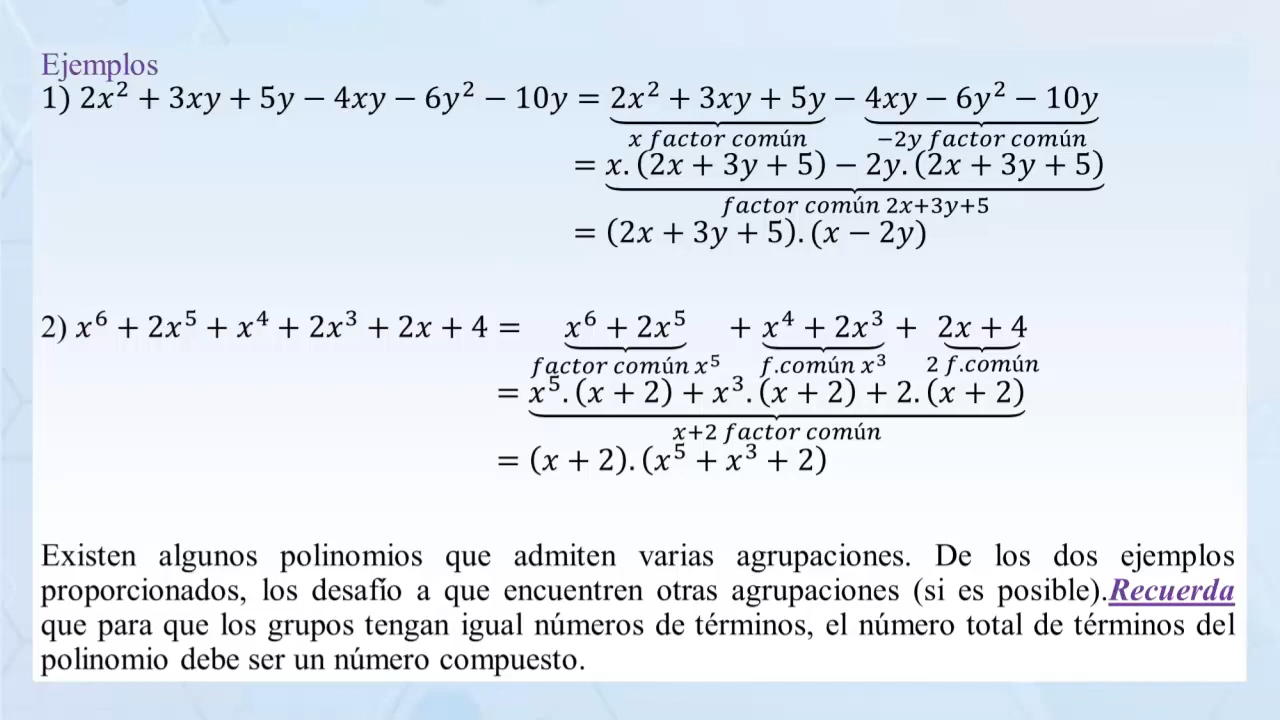 Ejemplos
1) 2x² + 3xy + 5y − 4xy − 6y² − 10y = 2x² + 3xy + 5y − 4xy − 6y² − 10y
x factor común −2y factor común
= x. (2x + 3y + 5) − 2y. (2x + 3y + 5)
factor común 2x+3y+5
= (2x + 3y + 5). (x − 2y)
2) x⁶ + 2x⁵ + x⁴ + 2x³ + 2x + 4 = x⁶ + 2x⁵ + x⁴ + 2x³ + 2x + 4
factor común x⁵ f.común x³ 2 f.común
= x⁵. (x + 2) + x³. (x + 2) + 2. (x + 2)
x+2 factor común
= (x + 2). (x⁵ + x³ + 2)
Existen algunos polinomios que admiten varias agrupaciones. De los dos ejemplos
proporcionados, los desafío a que encuentren otras agrupaciones (si es posible).Recuerda
que para que los grupos tengan igual números de términos, el número total de términos del
polinomio debe ser un número compuesto.